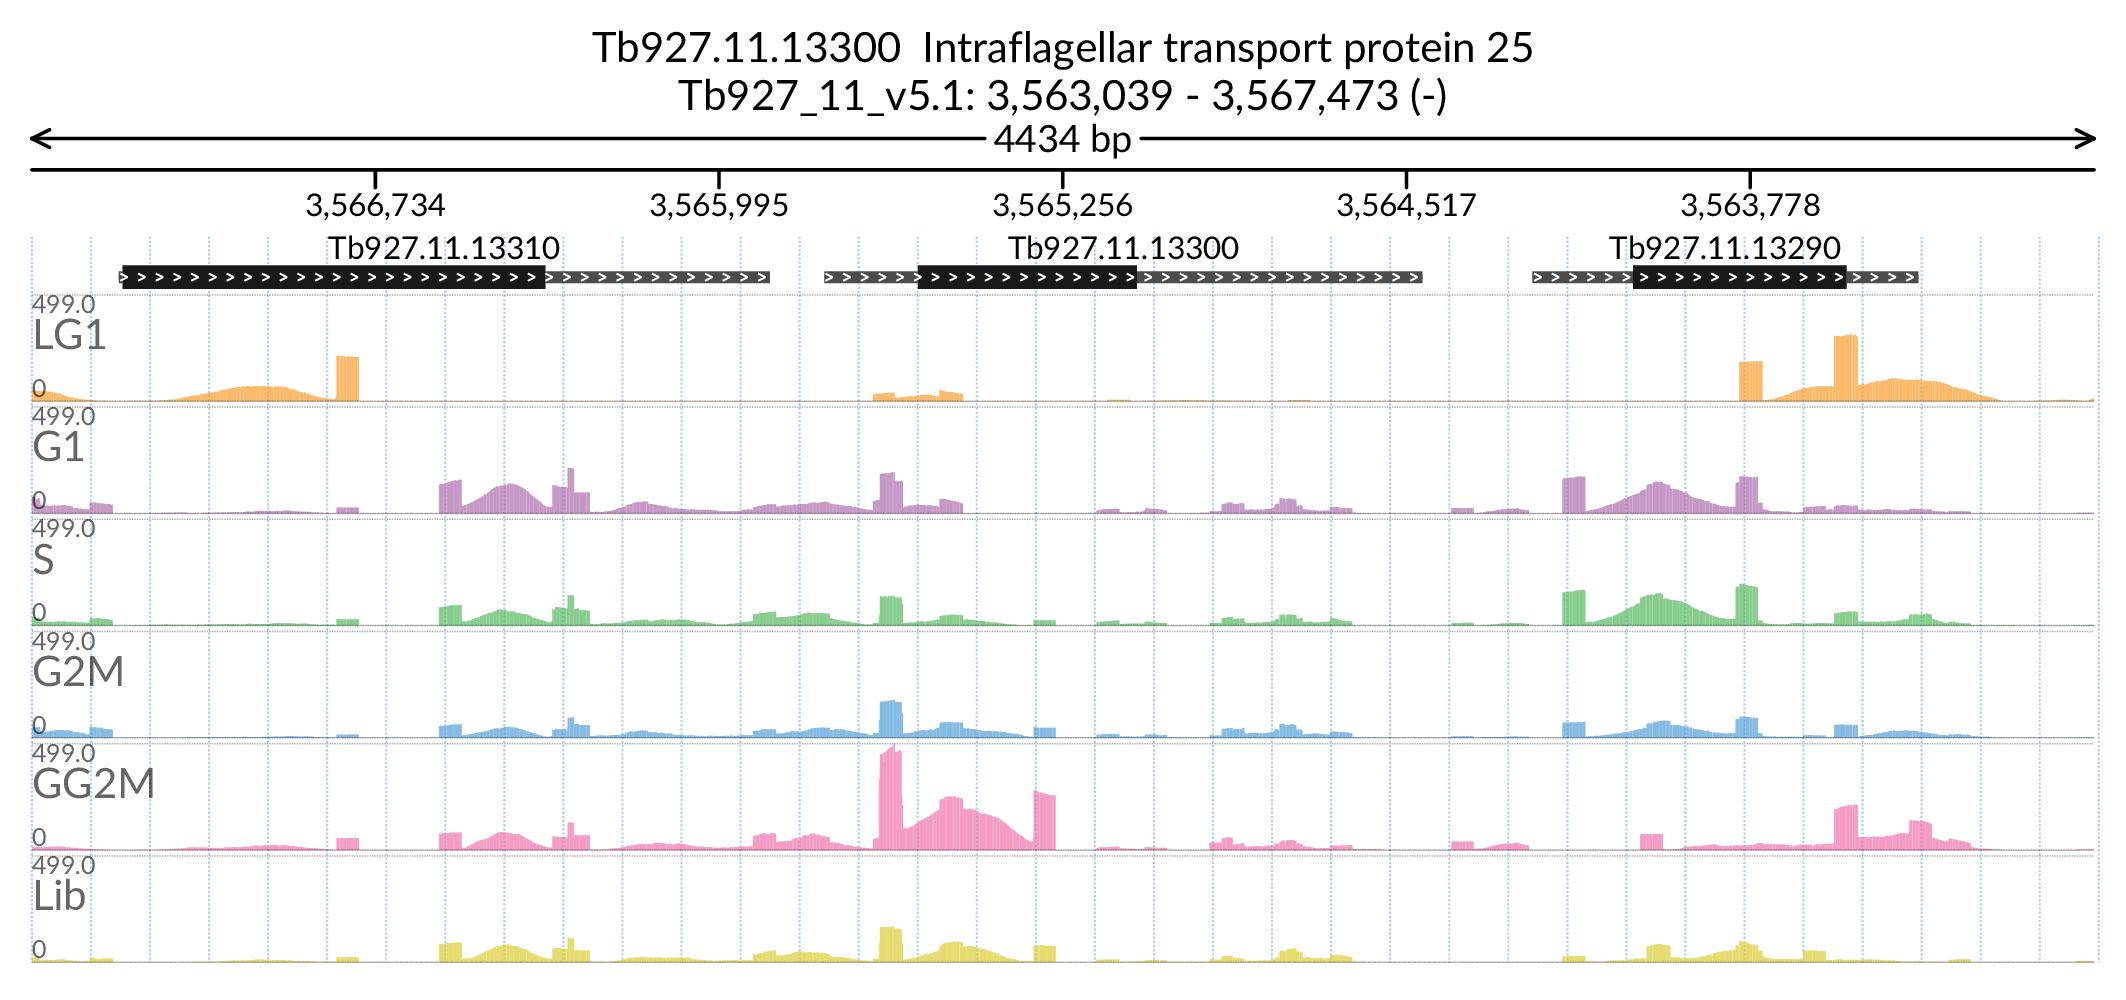 Tb927.11.13300 Intraflagellar transport protein 25
Tb927_11_v5.1: 3,563,039 - 3,567,473 (-)
4434 bp
3,566,734 3,565,995 3,565,256 3,564,517 3,563,778
Tb927.11.13310 Tb927.11.13300 Tb927.11.13290
499.0
LG1
0
499.0
G1
0
499.0
S
0
499.0
G2M
0
499.0
GG2M
0
499.0
Lib
0